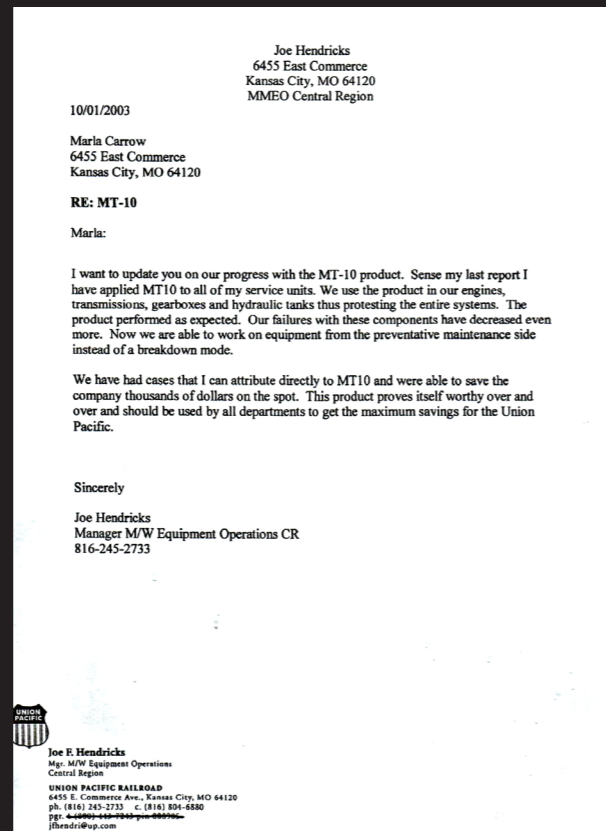 Joe Hendricks
6455 East Commerce
Kansas City, MO 64120
MMEO Central Region
10/01/2003
Marla Carrow
6455 East Commerce
Kansas City, MO 64120
RE: MT-10
Marla:
I want to update you on our progress with the MT-10 product. Sense my last report I
have applied MT10 to all of my service units. We use the product in our engines,
transmissions, gearboxes and hydraulic tanks thus protesting the entire systems. The
product performed as expected. Our failures with these components have decreased even
more. Now we are able to work on equipment from the preventative maintenance side
instead of a breakdown mode.
We have had cases that I can attribute directly to MT10 and were able to save the
company thousands of dollars on the spot. This product proves itself worthy over and
over and should be used by all departments to get the maximum savings for the Union
Pacific.
Sincerely
Joe Hendricks
Manager M/W Equipment Operations CR
816-245-2733
UNION
PACIFIC
Joe F. Hendricks
Mgr. M/W Equipment Operations
Central Region
UNION PACIFIC RAILROAD
6455 E. Commerce Ave., Kansas City, MO 64120
ph. (816) 245-2733 c. (816) 804-6880
pgr.
jfhendri@up.com